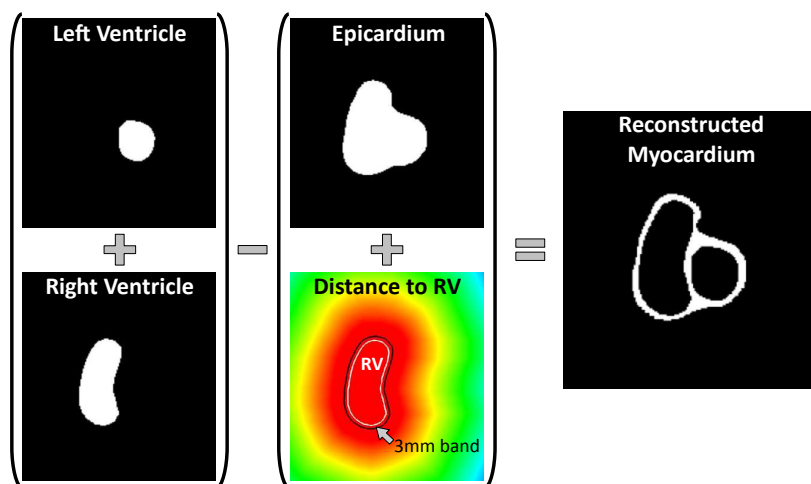 Left Ventricle
Epicardium
Reconstructed
Myocardium
Right Ventricle
Distance to RV
RV
3mm band